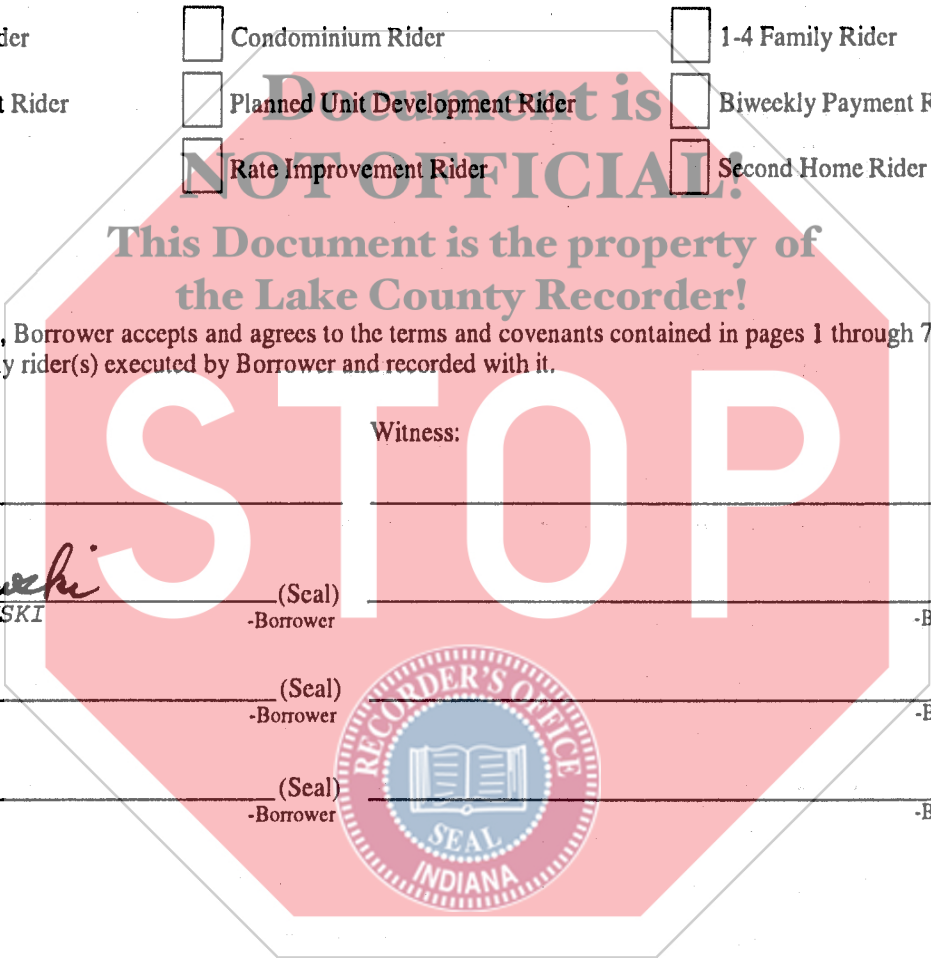 der Condominium Rider 1-4 Family Rider
Document is
t Rider Planned Unit Development Rider Biweekly Payment R
NOT OFFICIAL!
Rate Improvement Rider Second Home Rider
This Document is the property of
the Lake County Recorder!
, Borrower accepts and agrees to the terms and covenants contained in pages 1 through 7
y rider(s) executed by Borrower and recorded with it.
STOP
Witness:
(Seal)
SKI -Borrower -B
(Seal)
-Borrower -B
(Seal)
-Borrower -B
RECORDER'S OFFICE
SEAL
INDIANA